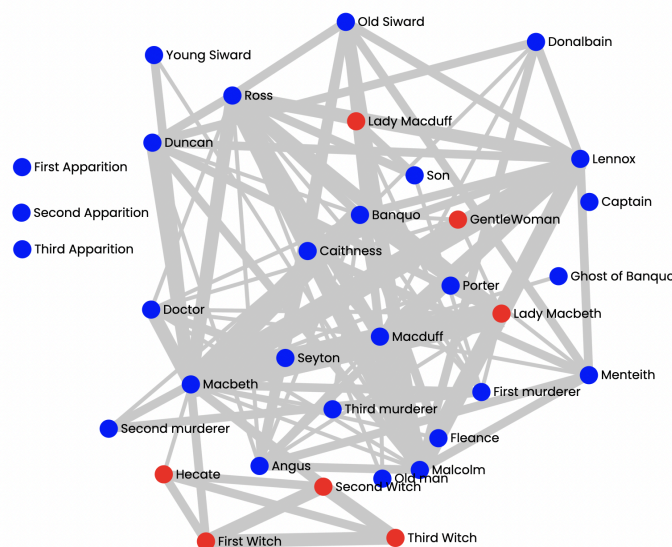 Old Siward
Donalbain
Young Siward
Ross
Lady Macduff
Duncan
Lennox
First Apparition
Son
Captain
Second Apparition
Banquo
GentleWoman
Third Apparition
Caithness
Ghost of Banquo
Porter
Doctor
Lady Macbeth
Macduff
Seyton
Menteith
Macbeth
First murderer
Third murderer
Second murderer
Fleance
Angus
Malcolm
Hecate
Old man
Second Witch
Third Witch
First Witch